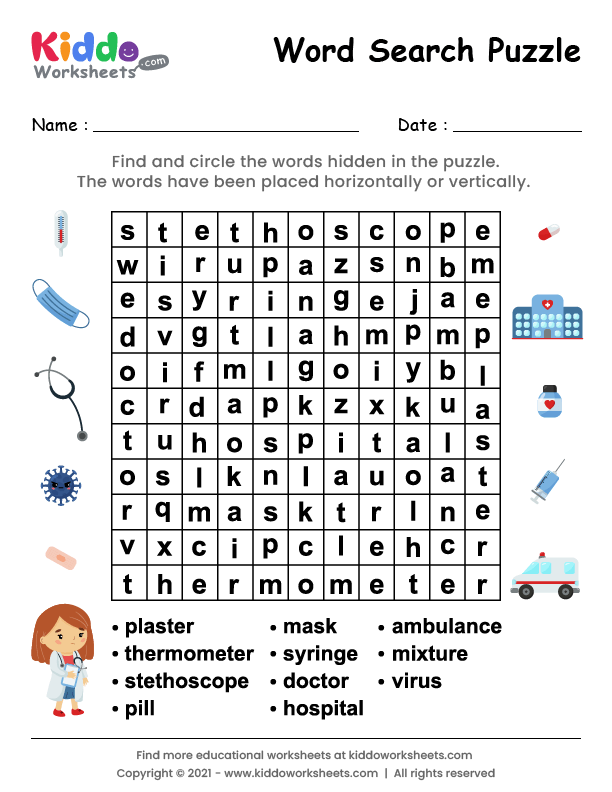 Kiddo
Worksheets
.com
Word Search Puzzle
Name :
Date :
Find and circle the words hidden in the puzzle.
The words have been placed horizontally or vertically.
s t e t h o s c o p e
w i r u p a z s n b m
e s y r i n g e j a e
d v g t l a h m p m p
o i f m l g o i y b l
c r d a p k z x k u a
t u h o s p i t a l s
o s l k n l a u o a t
r q m a s k t r l n e
v x c i p c l e h c r
t h e r m o m e t e r
• plaster
• thermometer
• stethoscope
• pill
• mask
• syringe
• doctor
• hospital
• ambulance
• mixture
• virus
Find more educational worksheets at kiddoworksheets.com
Copyright © 2021 - www.kiddoworksheets.com | All rights reserved